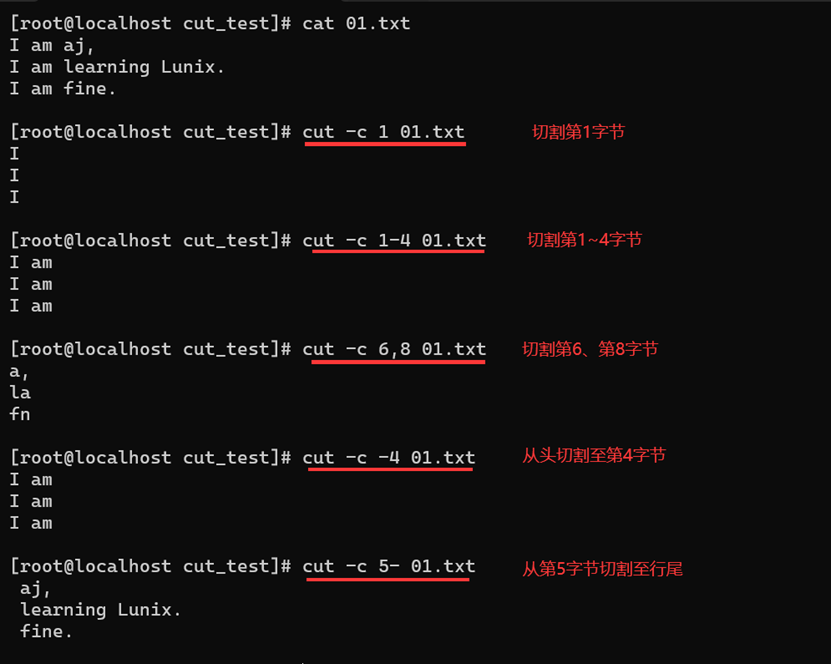 [root@localhost cut_test]# cat 01.txt
I am aj,
I am learning Lunix.
I am fine.
[root@localhost cut_test]# cut -c 1 01.txt 切割第1字节
I
I
I
[root@localhost cut_test]# cut -c 1-4 01.txt 切割第1~4字节
I am
I am
I am
[root@localhost cut_test]# cut -c 6,8 01.txt 切割第6、第8字节
a,
la
fn
[root@localhost cut_test]# cut -c -4 01.txt 从头切割至第4字节
I am
I am
I am
[root@localhost cut_test]# cut -c 5- 01.txt 从第5字节切割至行尾
 aj,
 learning Lunix.
 fine.